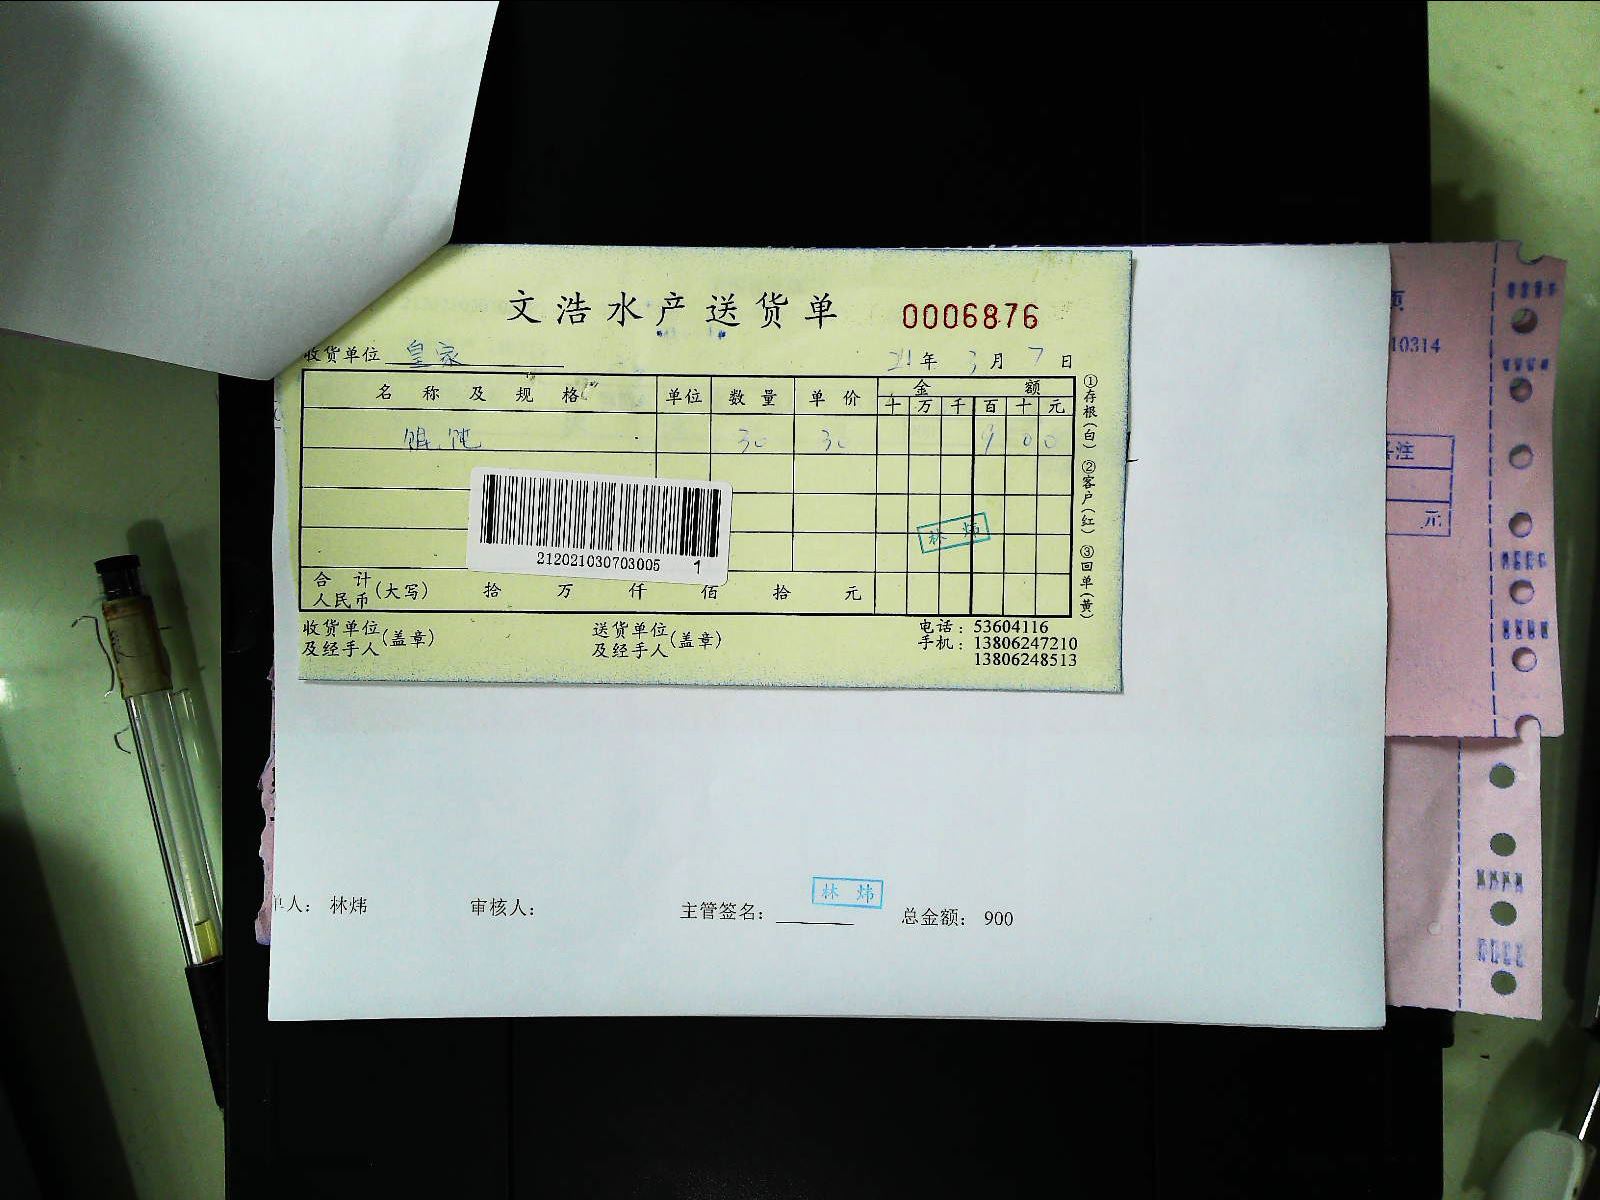 文浩水产送货单 0006876
收货单位 皇家 21年 3月 7日
名称及规格 单位 数量 单价 金额
十 万 千 百 十 元
馄饨 30 30 9 0 0
林炜
212021030703005 1
合计人民币(大写) 拾 万 仟 佰 拾 元
收货单位及经手人(盖章) 送货单位及经手人(盖章)
电话：53604116
手机：13806247210
13806248513
①存根(白) ②客户(红) ③回单(黄)
10314
备注
元
单人： 林炜 审核人： 主管签名： 林炜 总金额： 900